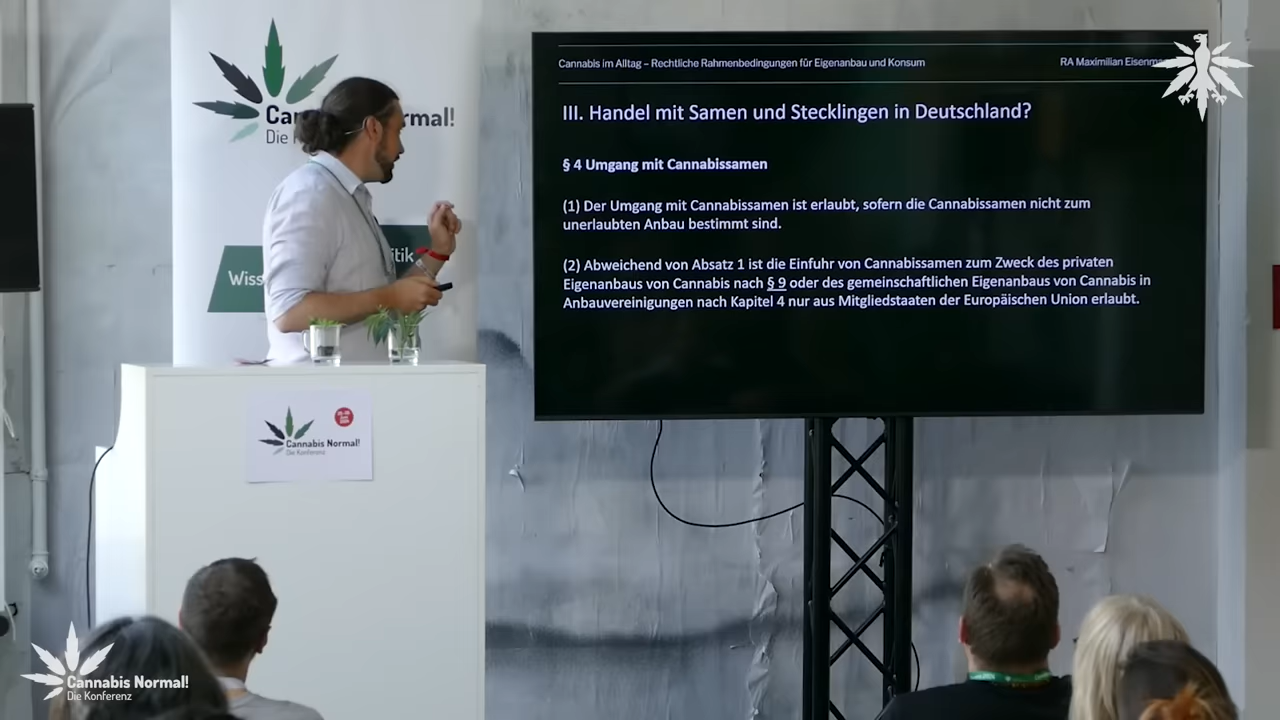 Cannabis im Alltag – Rechtliche Rahmenbedingungen für Eigenanbau und Konsum
RA Maximilian
III. Handel mit Samen und Stecklingen in Deutschland?
§ 4 Umgang mit Cannabissamen
(1) Der Umgang mit Cannabissamen ist erlaubt, sofern die Cannabissamen nicht zum
unerlaubten Anbau bestimmt sind.
(2) Abweichend von Absatz 1 ist die Einfuhr von Cannabissamen zum Zweck des privaten
Eigenanbaus von Cannabis nach § 9 oder des gemeinschaftlichen Eigenanbaus von Cannabis in
Anbauvereinigungen nach Kapitel 4 nur aus Mitgliedstaaten der Europäischen Union erlaubt.
Die
Cannabis Normal!
Die Konferenz
Cannabis Normal!
Die Konferenz